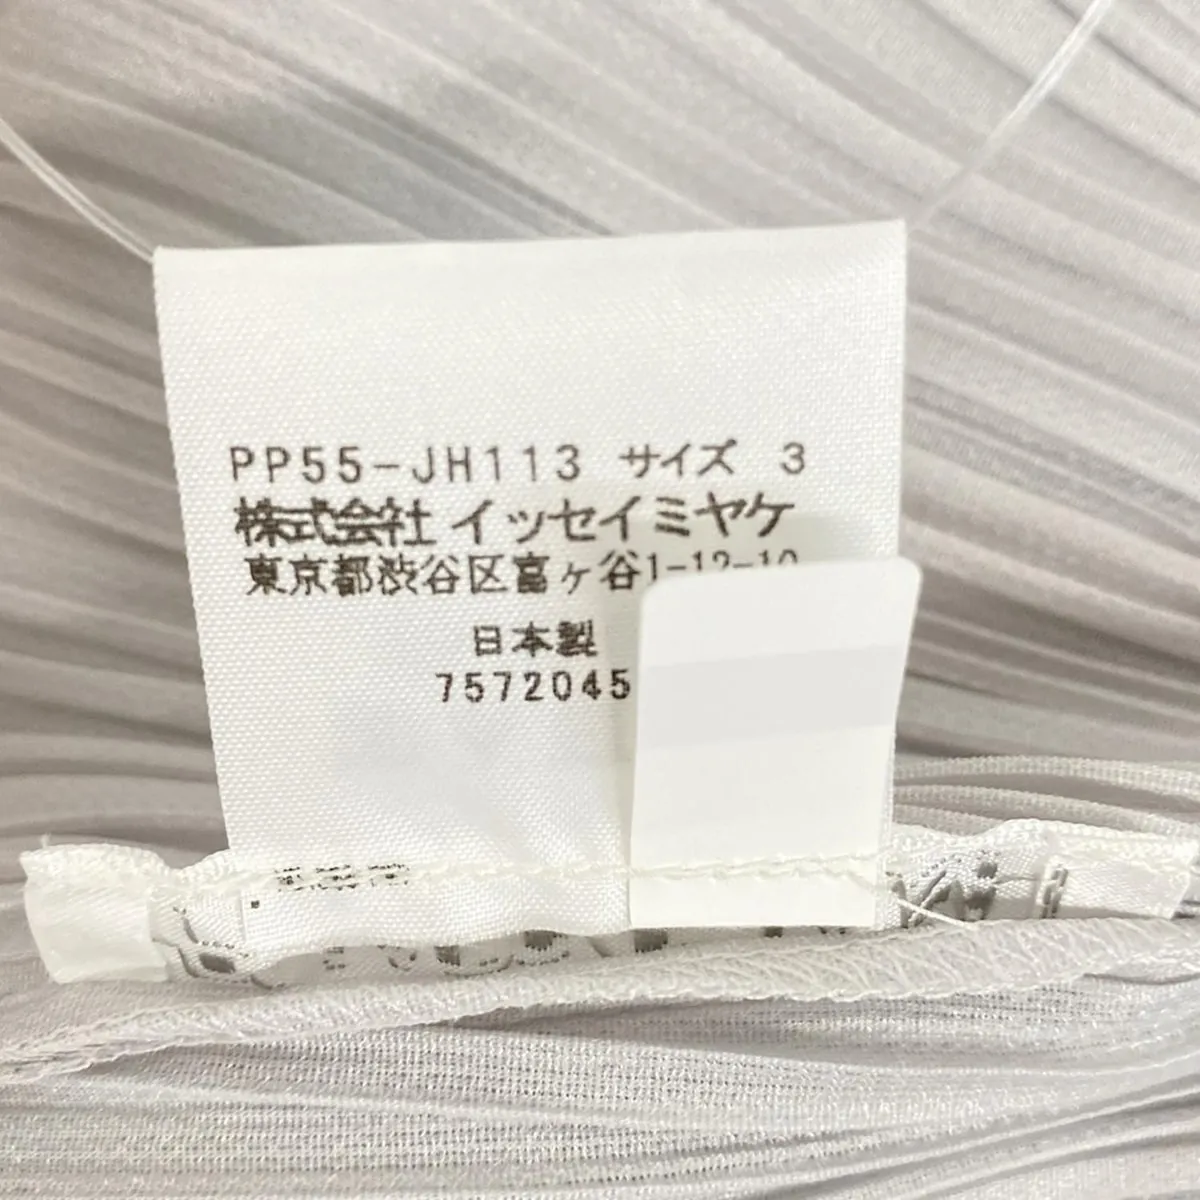 PP55-JH113 サイズ 3
株式会社 イッセイミヤケ
東京都渋谷区富ヶ谷1-12-10
日本製
7572045